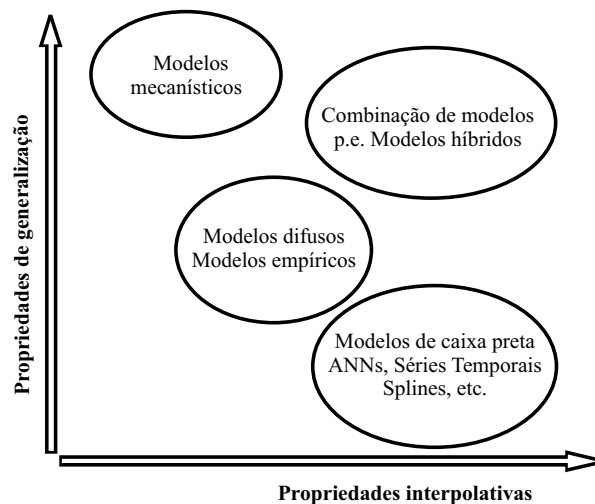 Propriedades de generalização
Modelos
mecanísticos
Combinação de modelos
p.e. Modelos híbridos
Modelos difusos
Modelos empíricos
Modelos de caixa preta
ANNs, Séries Temporais
Splines, etc.
Propriedades interpolativas